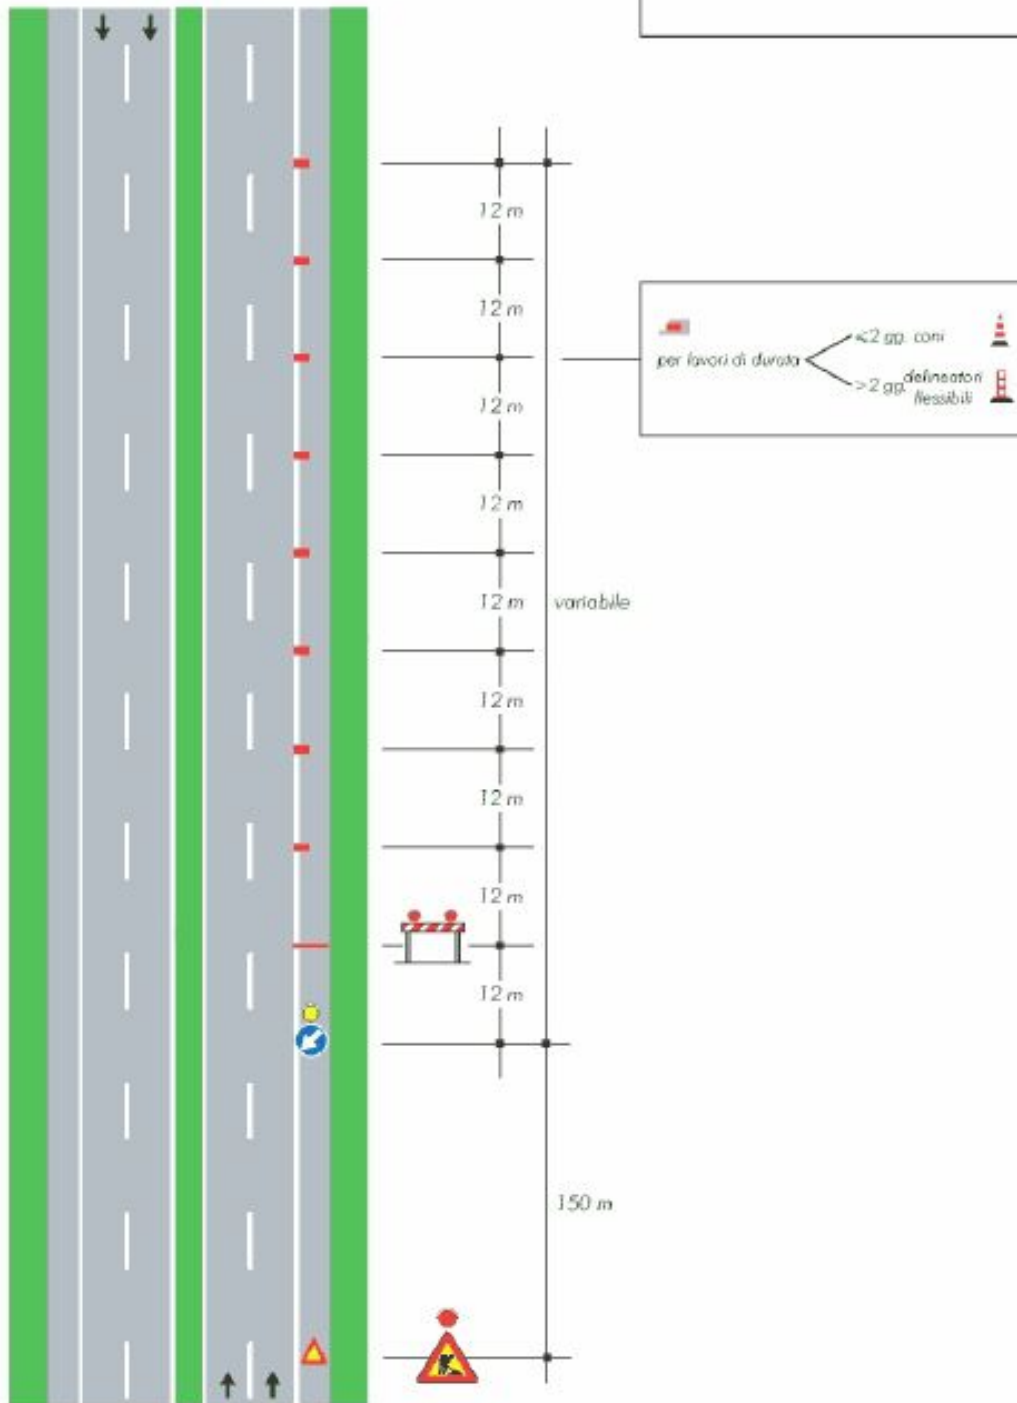 12 m
12 m
12 m
12 m
12 m
12 m
12 m
12 m
12 m
variabile
150 m
per lavori di durata
⩽2 gg. coni
>2 gg. delineatori
flessibili